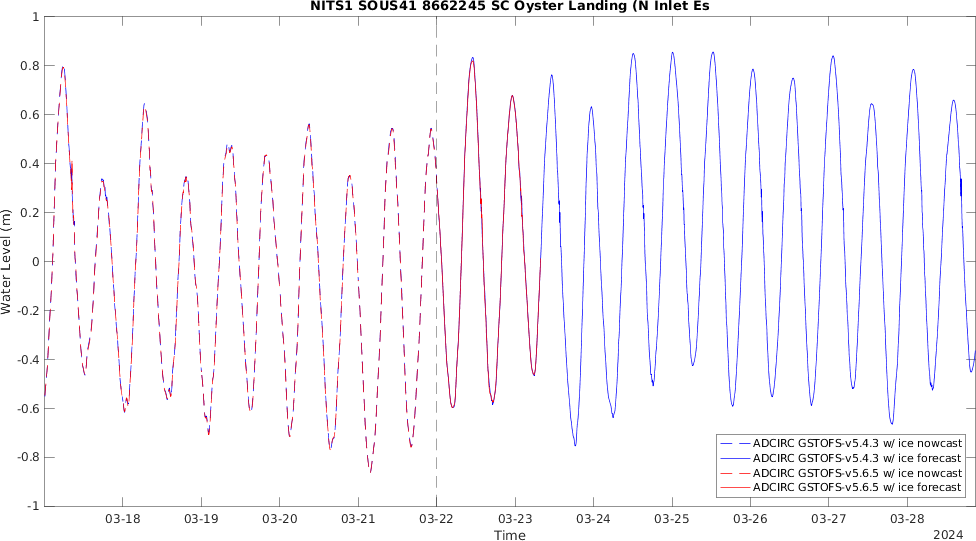 NITS1 SOUS41 8662245 SC Oyster Landing (N Inlet Es
Water Level (m)
1
0.8
0.6
0.4
0.2
0
-0.2
-0.4
-0.6
-0.8
-1
ADCIRC GSTOFS-v5.4.3 w/ ice nowcast
ADCIRC GSTOFS-v5.4.3 w/ ice forecast
ADCIRC GSTOFS-v5.6.5 w/ ice nowcast
ADCIRC GSTOFS-v5.6.5 w/ ice forecast
03-18 03-19 03-20 03-21 03-22 03-23 03-24 03-25 03-26 03-27 03-28
Time 2024